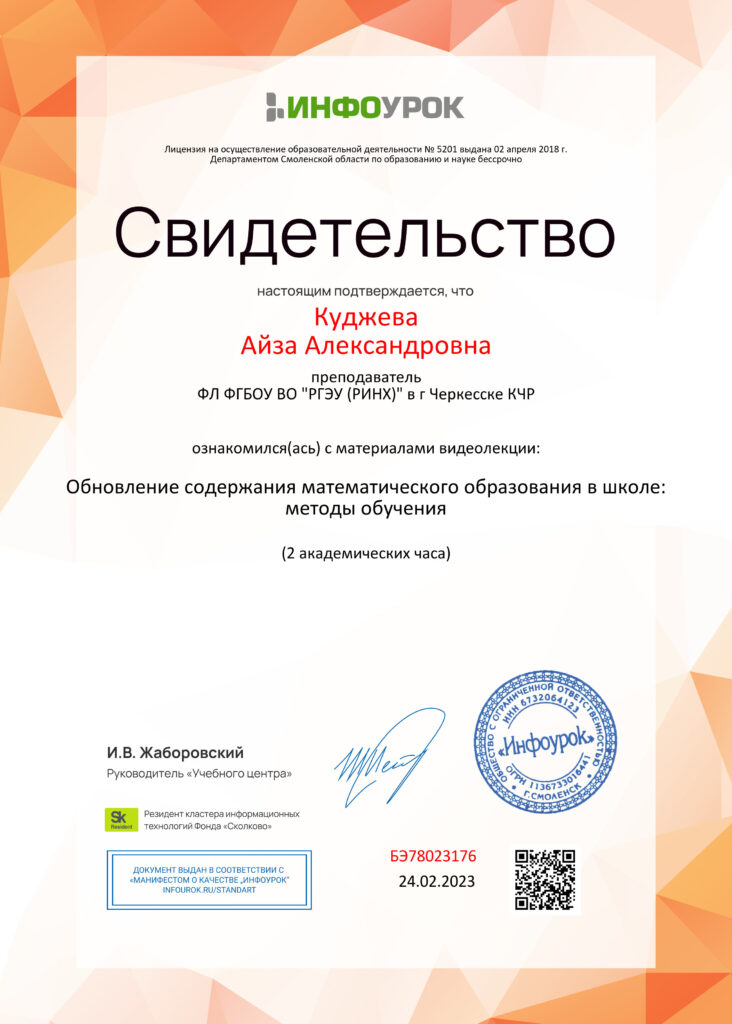 ИНФОУРОК
Лицензия на осуществление образовательной деятельности № 5201 выдана 02 апреля 2018 г.
Департаментом Смоленской области по образованию и науке бессрочно
Свидетельство
настоящим подтверждается, что
Куджева
Айза Александровна
преподаватель
ФЛ ФГБОУ ВО "РГЭУ (РИНХ)" в г Черкесске КЧР
ознакомился(ась) с материалами видеолекции:
Обновление содержания математического образования в школе:
методы обучения
(2 академических часа)
ОБЩЕСТВО С ОГРАНИЧЕННОЙ ОТВЕТСТВЕННОСТЬЮ
ИНН 6732064123
«Инфоурок»
ОГРН 1136733016441
Г.СМОЛЕНСК
И.В. Жаборовский
Руководитель «Учебного центра»
Sk
Resident
Резидент кластера информационных
технологий Фонда «Сколково»
ДОКУМЕНТ ВЫДАН В СООТВЕТСТВИИ С
«МАНИФЕСТОМ О КАЧЕСТВЕ „ИНФОУРОК"
INFOUROK.RU/STANDART
БЭ78023176
24.02.2023